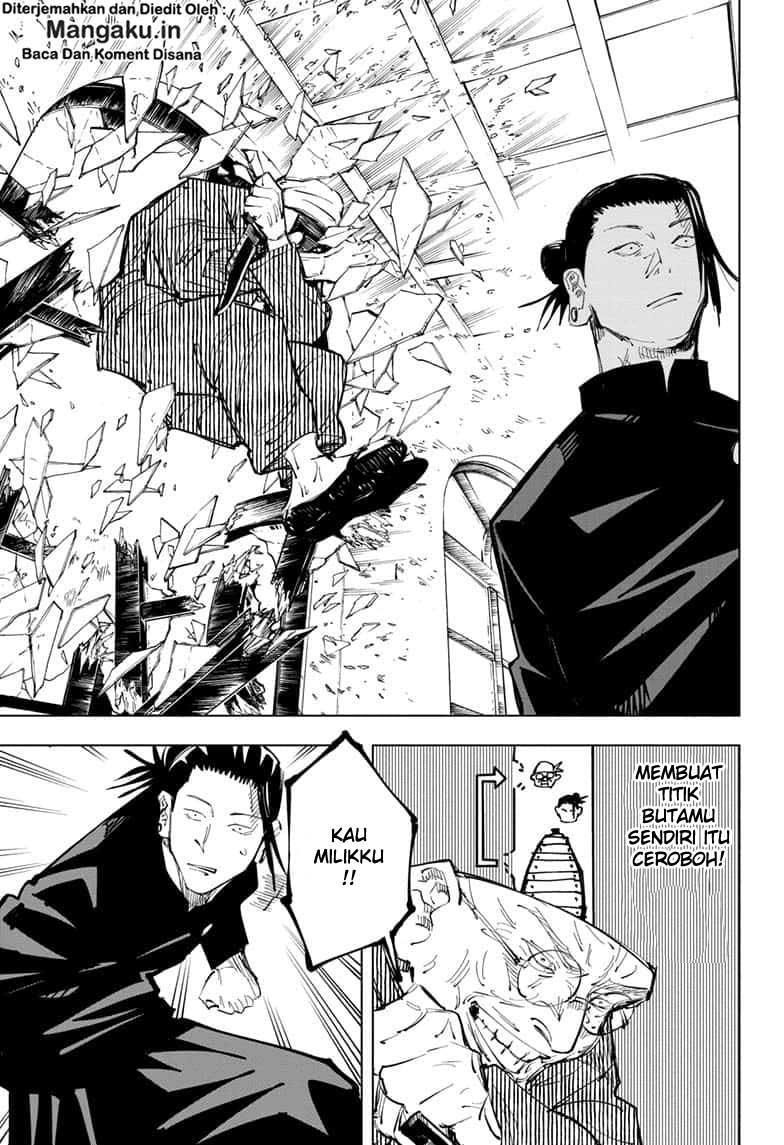 Diterjemahkan dan Diedit Oleh :
Mangaku.in
Baca Dan Koment Disana
MEMBUAT
TITIK
BUTAMU
SENDIRI ITU
CEROBOH!
KAU
MILIKKU
!!